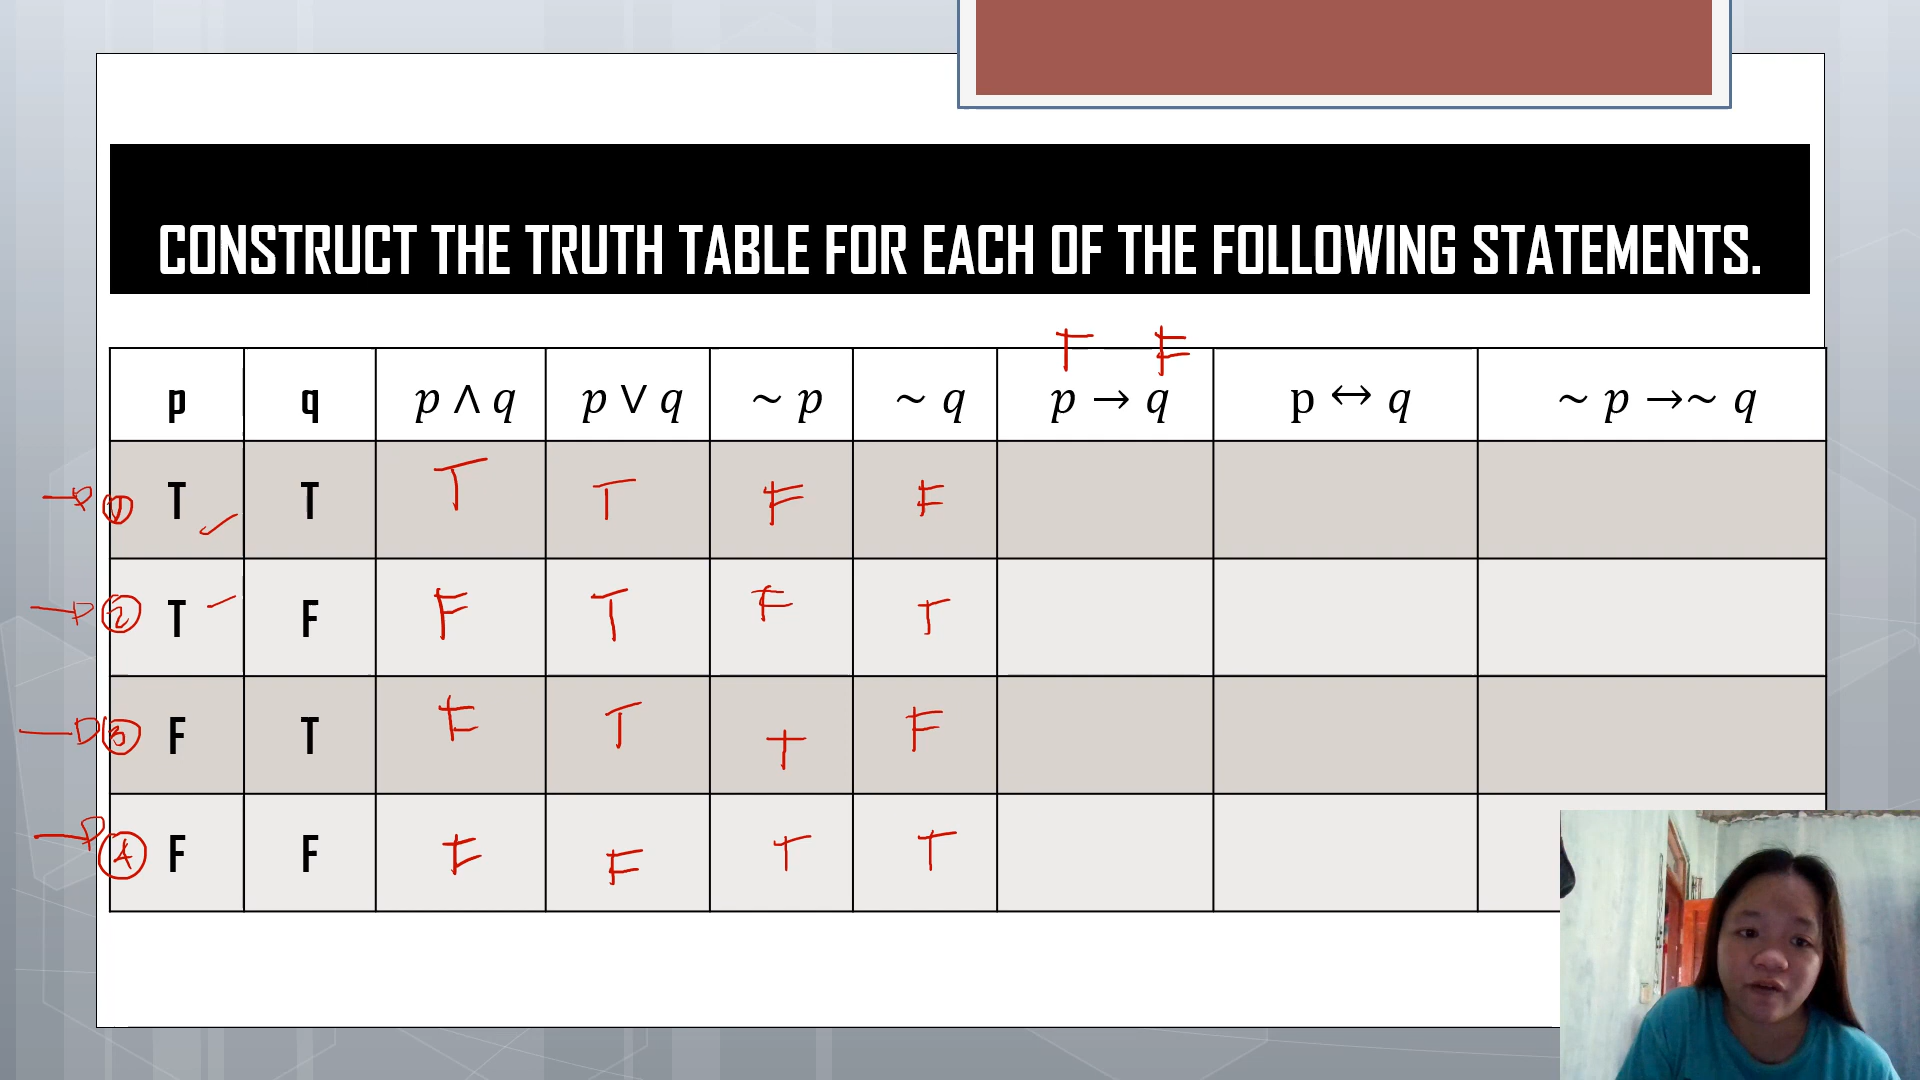 CONSTRUCT THE TRUTH TABLE FOR EACH OF THE FOLLOWING STATEMENTS.
T F
p q p ∧ q p ∨ q ~ p ~ q p → q p ↔ q ~ p →~ q
① T T T T F F
② T F F T F T
③ F T F T T F
④ F F F F T T